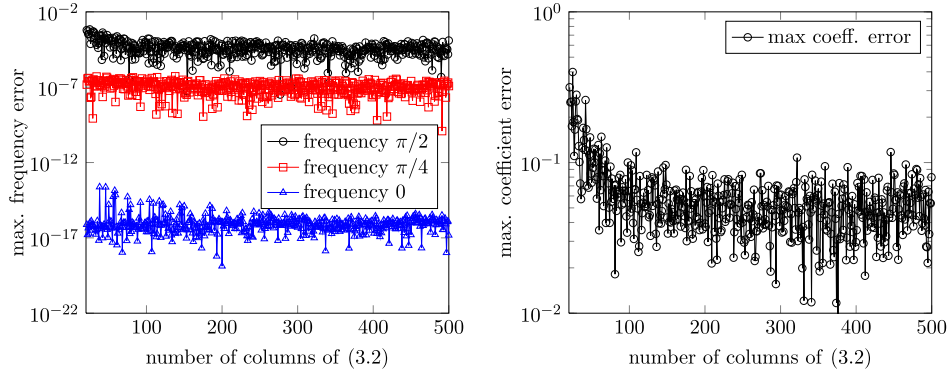 10^−2
10^−7
10^−12
10^−17
10^−22
max. frequency error
frequency π/2
frequency π/4
frequency 0
100 200 300 400 500
number of columns of (3.2)
10^0
10^−1
10^−2
max. coefficient error
max coeff. error
100 200 300 400 500
number of columns of (3.2)